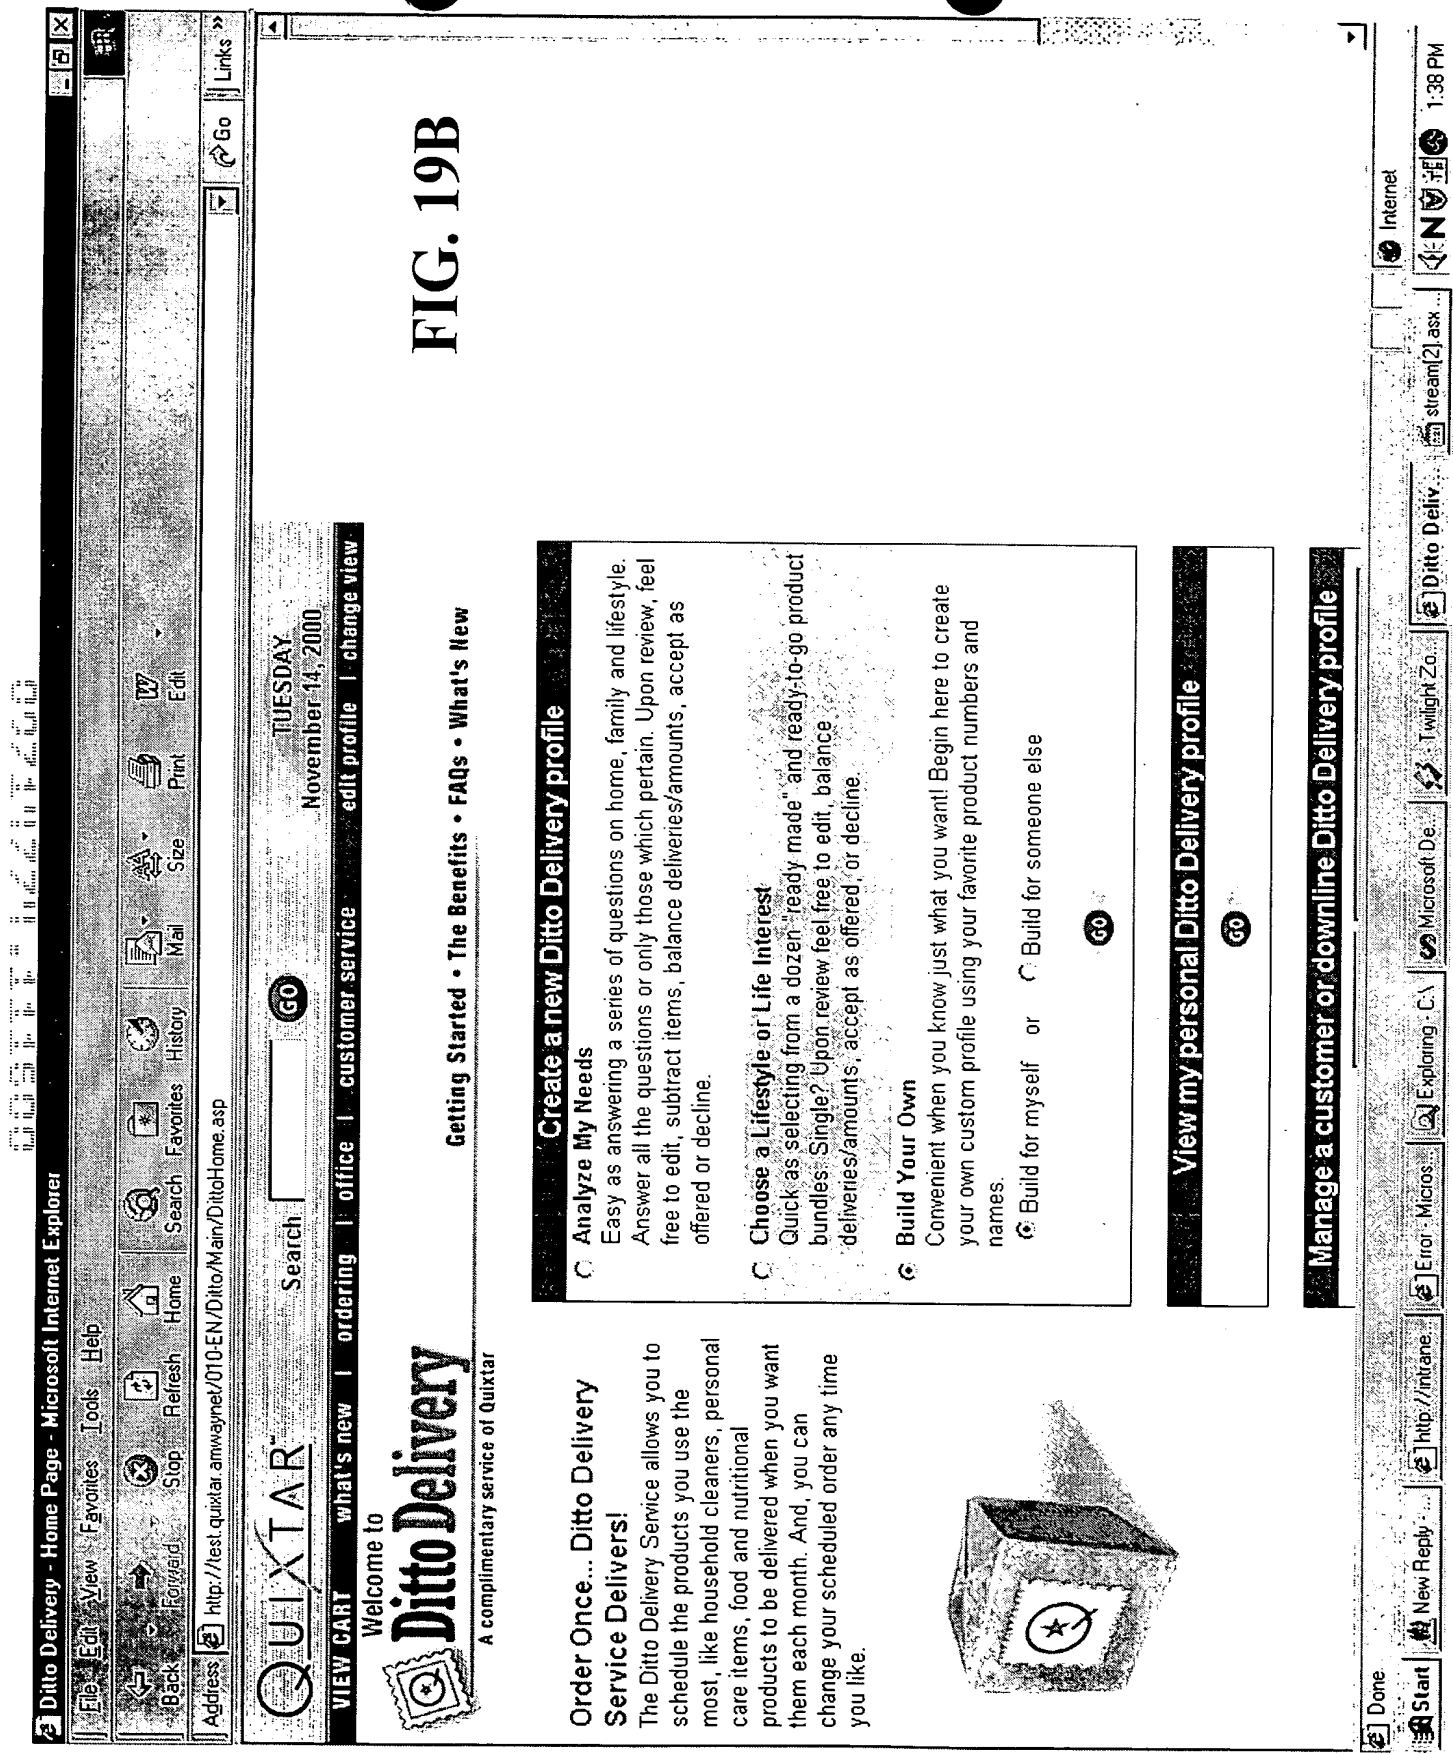 Ditto Delivery - Home Page - Microsoft Internet Explorer
File Edit View Favorites Tools Help
Back Forward Stop Refresh Home Search Favorites History Mail Size Print Edit
Address http://test.quixtar.amwaynet/010-EN/Ditto/Main/DittoHome.asp Go Links »
QUIXTAR™ Search GO TUESDAY
November 14, 2000
VIEW CART what's new | ordering | office | customer service edit profile | change view
Welcome to
Ditto Delivery
A complimentary service of Quixtar
Getting Started • The Benefits • FAQs • What's New
FIG. 19B
Order Once... Ditto Delivery
Service Delivers!
The Ditto Delivery Service allows you to
schedule the products you use the
most, like household cleaners, personal
care items, food and nutritional
products to be delivered when you want
them each month. And, you can
change your scheduled order any time
you like.
Create a new Ditto Delivery profile
Analyze My Needs
Easy as answering a series of questions on home, family and lifestyle.
Answer all the questions or only those which pertain. Upon review, feel
free to edit, subtract items, balance deliveries/amounts, accept as
offered or decline.
Choose a Lifestyle or Life Interest
Quick as selecting from a dozen "ready made" and ready-to-go product
bundles. Single? Upon review feel free to edit, balance
deliveries/amounts, accept as offered, or decline.
Build Your Own
Convenient when you know just what you want! Begin here to create
your own custom profile using your favorite product numbers and
names.
Build for myself or Build for someone else
GO
View my personal Ditto Delivery profile
GO
Manage a customer or downline Ditto Delivery profile
Done Internet
Start New Reply -... http://intrane... Error - Micros... Exploring - C:\ Microsoft De... Twilight Zo... Ditto Deliv... stream[2].asx... N 1:38 PM